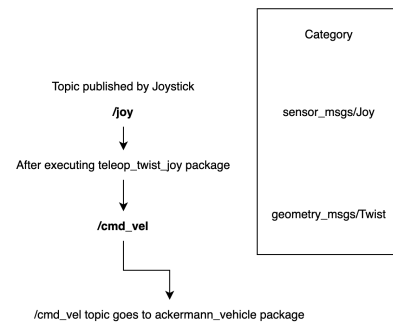 Category
Topic published by Joystick
/joy
sensor_msgs/Joy
After executing teleop_twist_joy package
/cmd_vel
geometry_msgs/Twist
/cmd_vel topic goes to ackermann_vehicle package